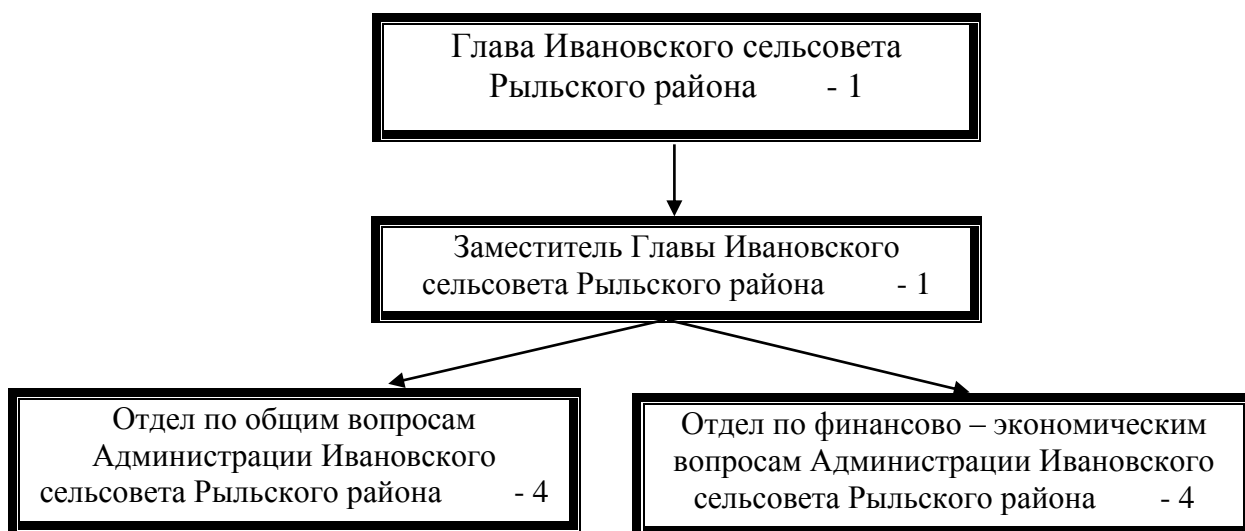 Глава Ивановского сельсовета
Рыльского района - 1
Заместитель Главы Ивановского
сельсовета Рыльского района - 1
Отдел по общим вопросам
Администрации Ивановского
сельсовета Рыльского района - 4
Отдел по финансово – экономическим
вопросам Администрации Ивановского
сельсовета Рыльского района - 4